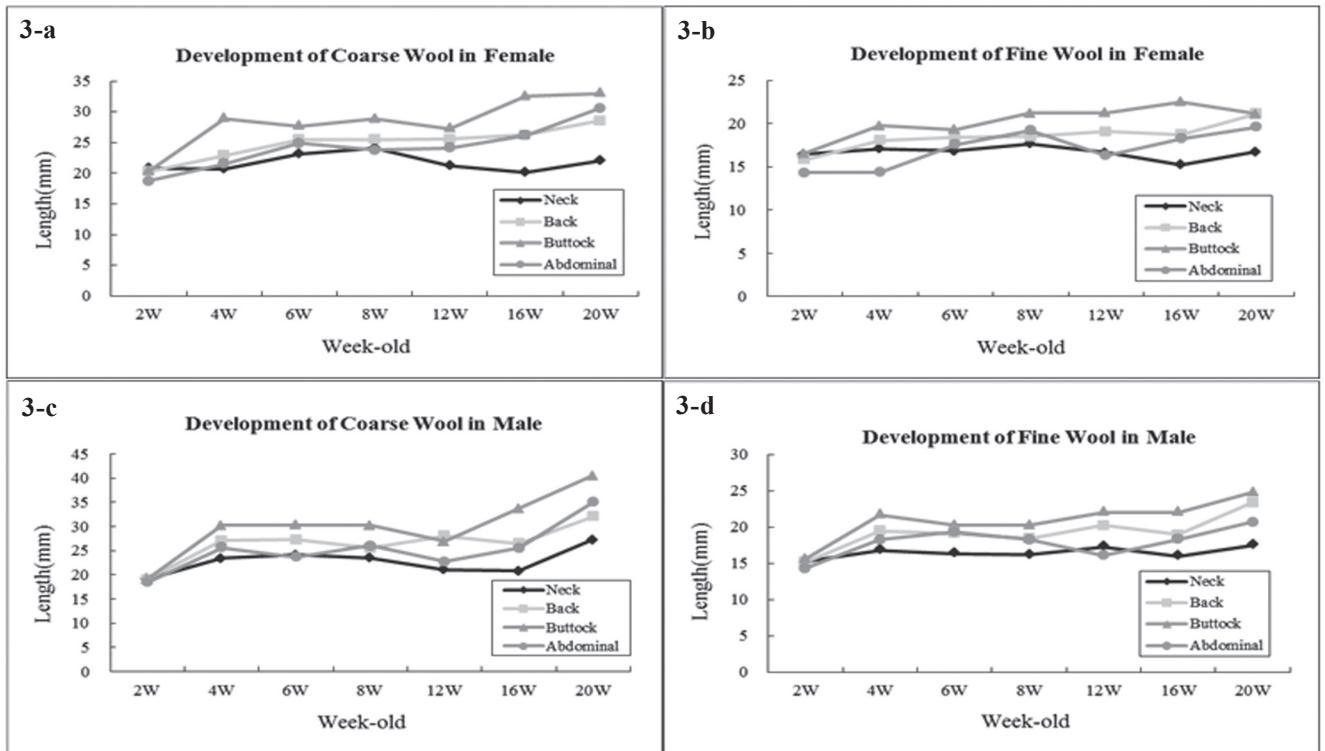 3-a
Development of Coarse Wool in Female
35
30
25
20
15
10
5
0
Length(mm)
2W 4W 6W 8W 12W 16W 20W
Week-old
Neck
Back
Buttock
Abdominal
3-b
Development of Fine Wool in Female
25
20
15
10
5
0
Length(mm)
2W 4W 6W 8W 12W 16W 20W
Week-old
Neck
Back
Buttock
Abdominal
3-c
Development of Coarse Wool in Male
45
40
35
30
25
20
15
10
5
0
Length(mm)
2W 4W 6W 8W 12W 16W 20W
Week-old
Neck
Back
Buttock
Abdominal
3-d
Development of Fine Wool in Male
30
25
20
15
10
5
0
Length(mm)
2W 4W 6W 8W 12W 16W 20W
Week-old
Neck
Back
Buttock
Abdominal